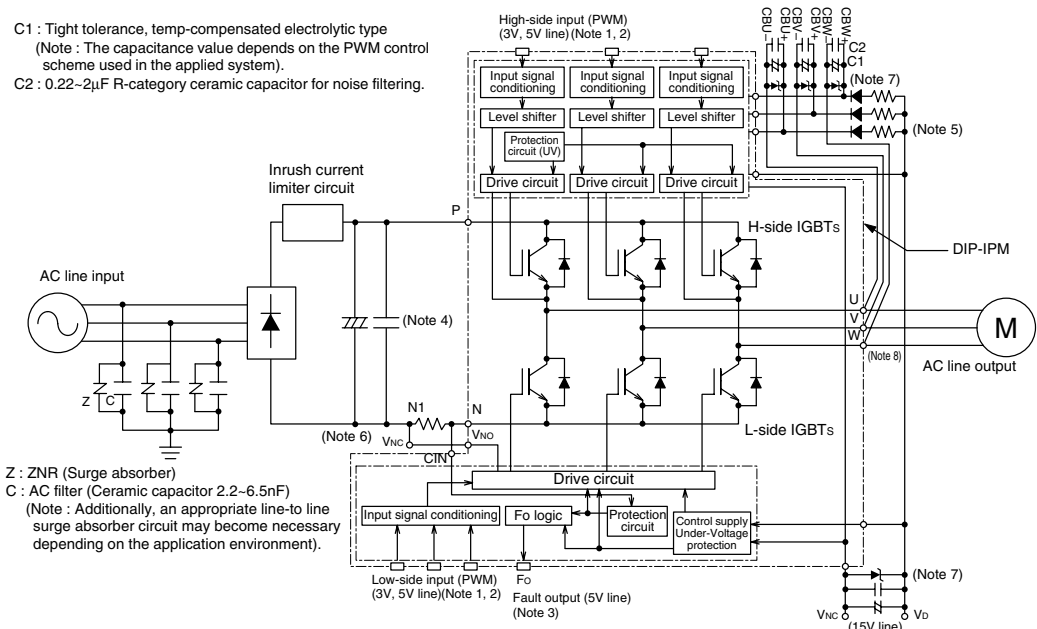 C1 : Tight tolerance, temp-compensated electrolytic type
(Note : The capacitance value depends on the PWM control
scheme used in the applied system).
C2 : 0.22~2μF R-category ceramic capacitor for noise filtering.
High-side input (PWM)
(3V, 5V line)(Note 1, 2)
CBU–
CBU+
CBV–
CBV+
CBW–
CBW+
C2
C1
(Note 7)
(Note 5)
Input signal
conditioning
Input signal
conditioning
Input signal
conditioning
Level shifter
Level shifter
Level shifter
Protection
circuit (UV)
Drive circuit
Drive circuit
Drive circuit
Inrush current
limiter circuit
P
H-side IGBTs
DIP-IPM
AC line input
(Note 4)
U
V
W
(Note 8)
M
AC line output
Z
C
N1
N
VNC
VNO
CIN
(Note 6)
L-side IGBTs
Z : ZNR (Surge absorber)
C : AC filter (Ceramic capacitor 2.2~6.5nF)
(Note : Additionally, an appropriate line-to line
surge absorber circuit may become necessary
depending on the application environment).
Drive circuit
Input signal conditioning
Fo logic
Protection
circuit
Control supply
Under-Voltage
protection
Low-side input (PWM)
(3V, 5V line)(Note 1, 2)
FO
Fault output (5V line)
(Note 3)
(Note 7)
VNC
VD
(15V line)